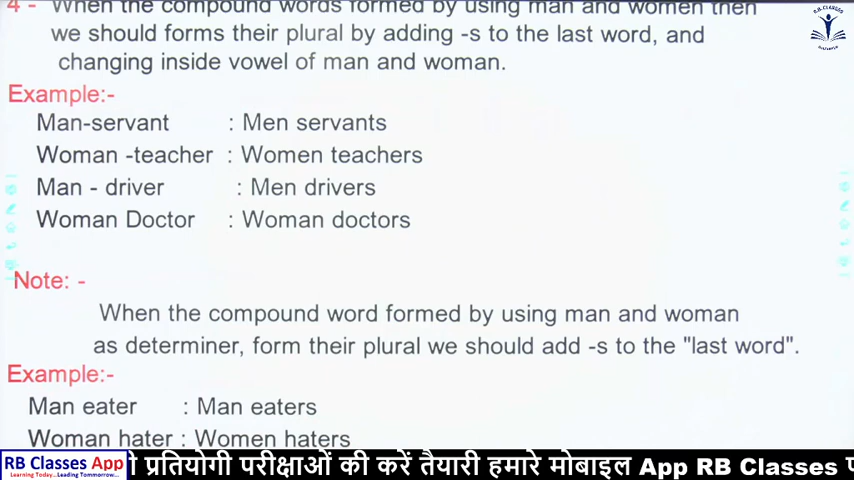 4 - When the compound words formed by using man and women then
we should forms their plural by adding -s to the last word, and
changing inside vowel of man and woman.
Example:-
Man-servant : Men servants
Woman -teacher : Women teachers
Man - driver : Men drivers
Woman Doctor : Woman doctors
Note: -
When the compound word formed by using man and woman
as determiner, form their plural we should add -s to the "last word".
Example:-
Man eater : Man eaters
Woman hater : Women haters
R.B. CLASSES
RB Classes App
Learning Today...Leading Tommorrow...
प्रतियोगी परीक्षाओं की करें तैयारी हमारे मोबाइल App RB Classes